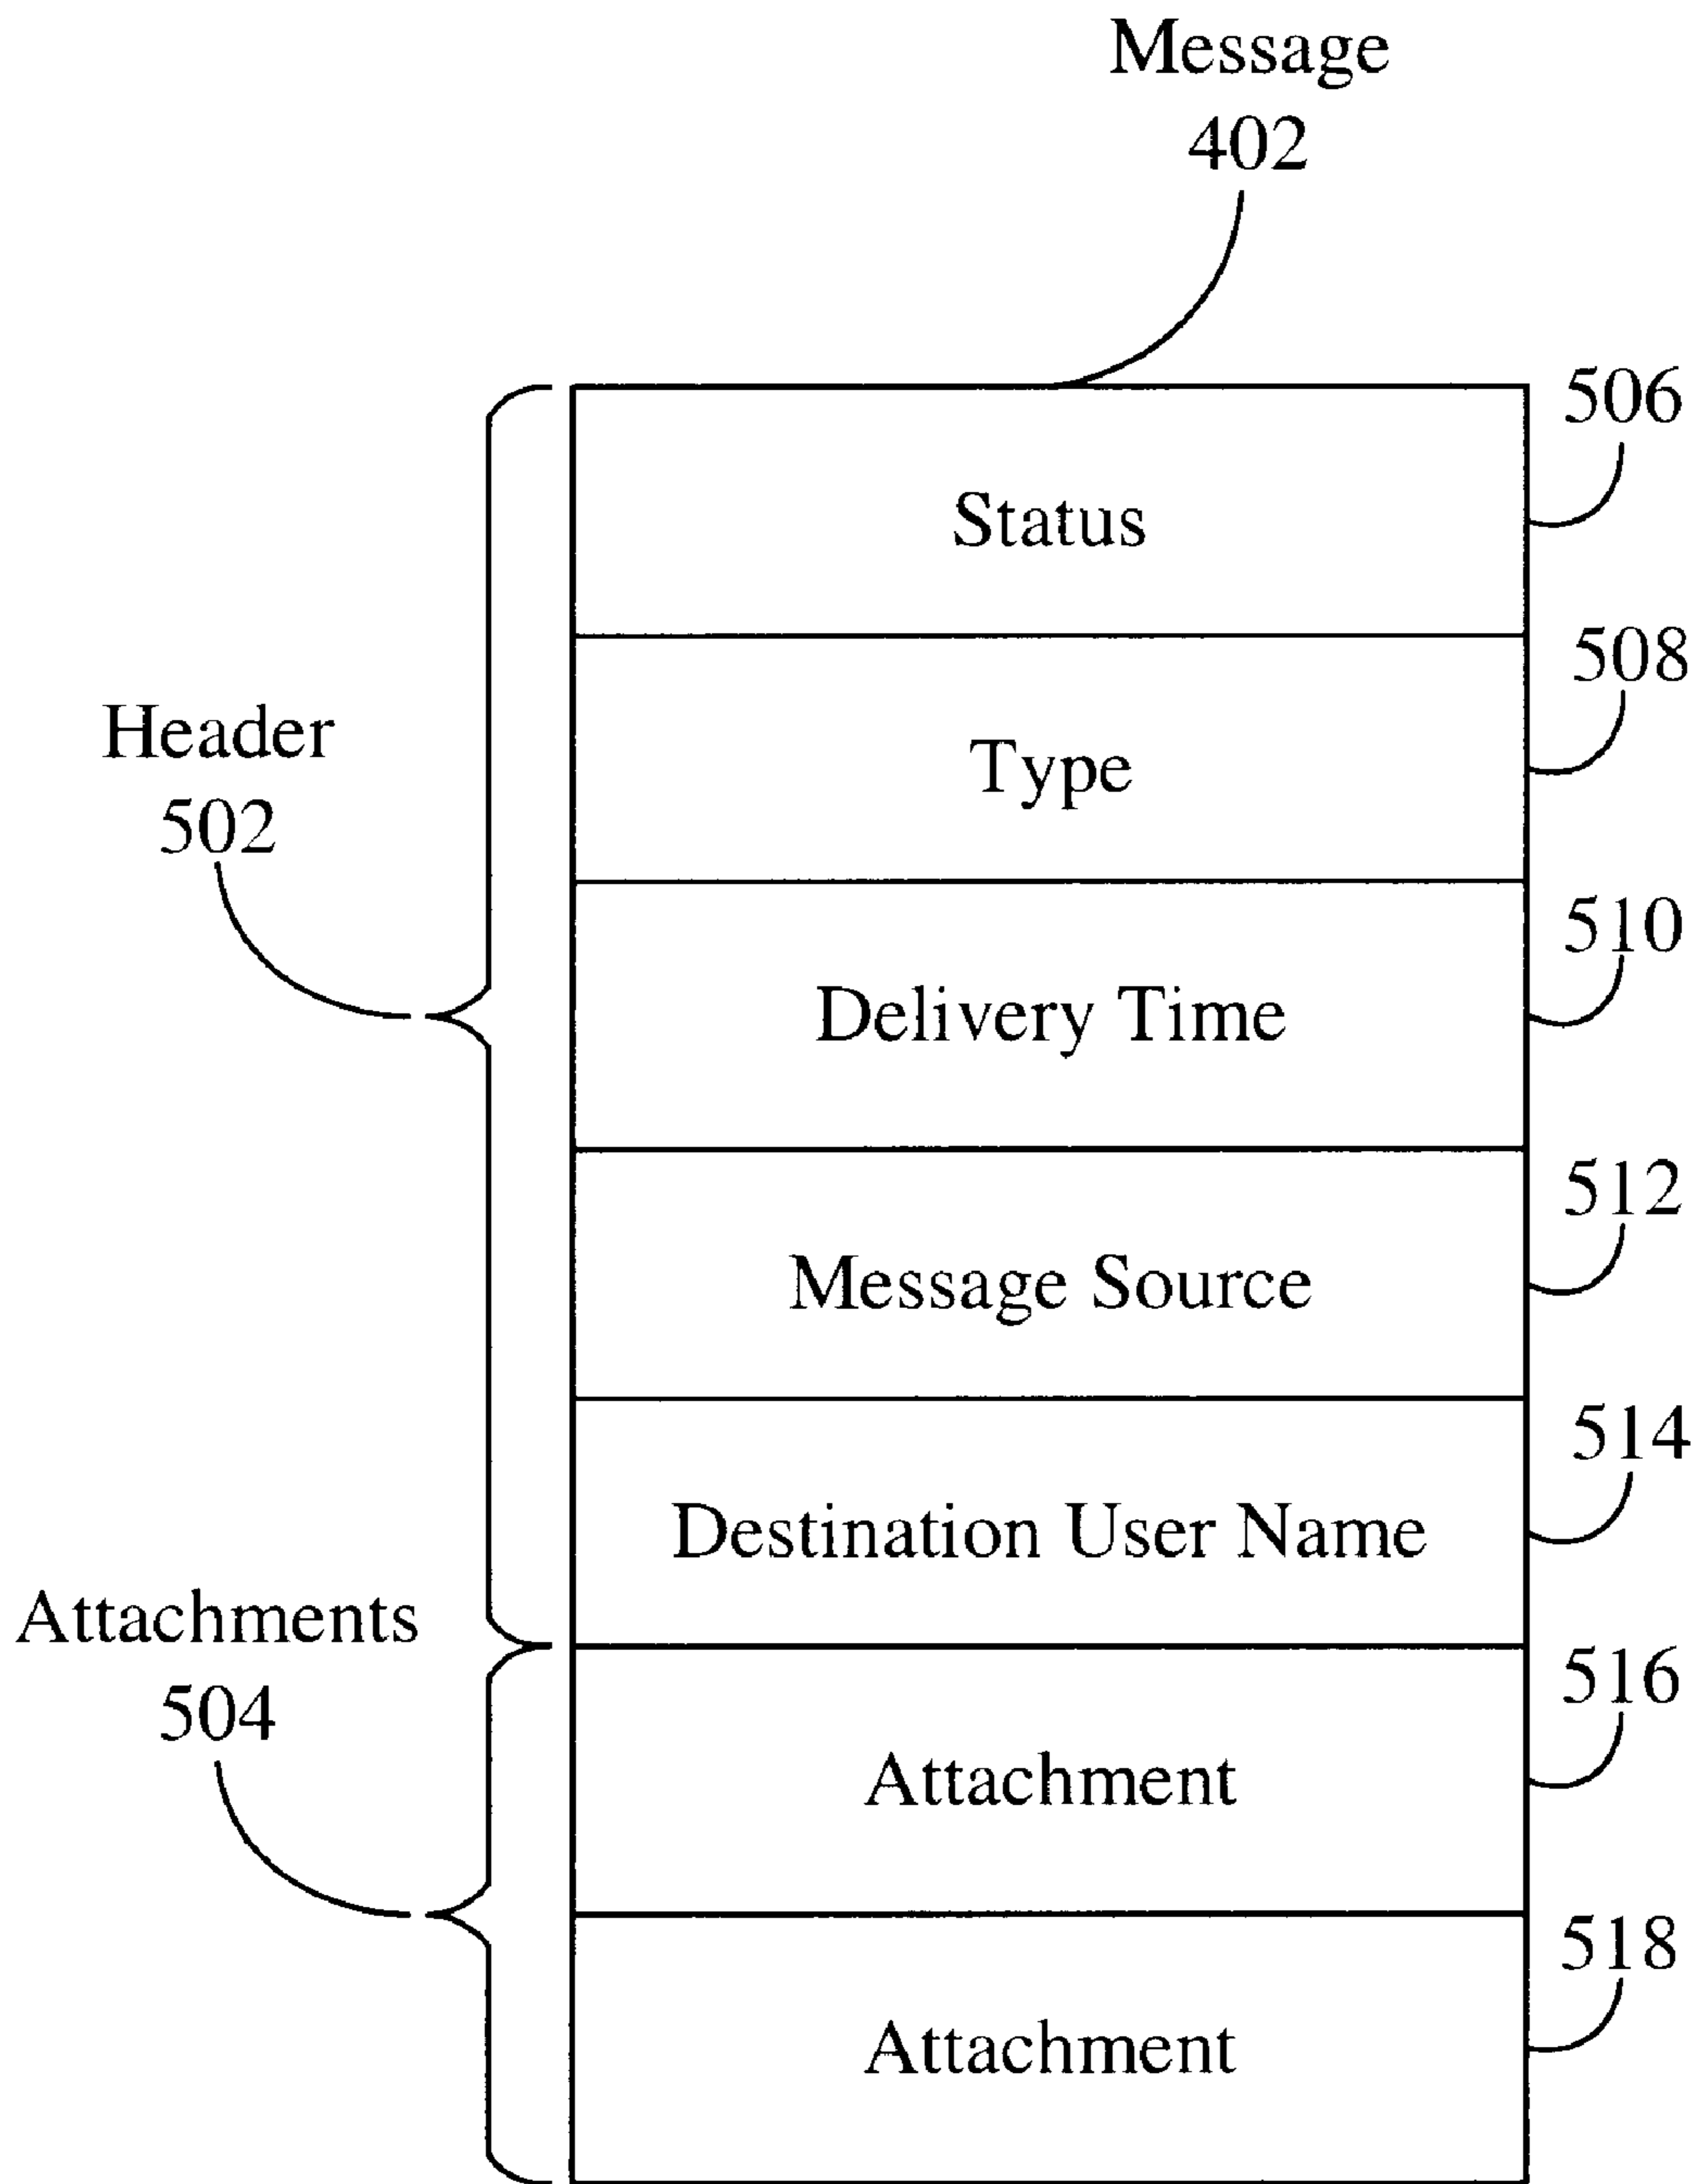 Message
402
506
Status
508
Type
Header
502
510
Delivery Time
512
Message Source
514
Destination User Name
Attachments
504
516
Attachment
518
Attachment